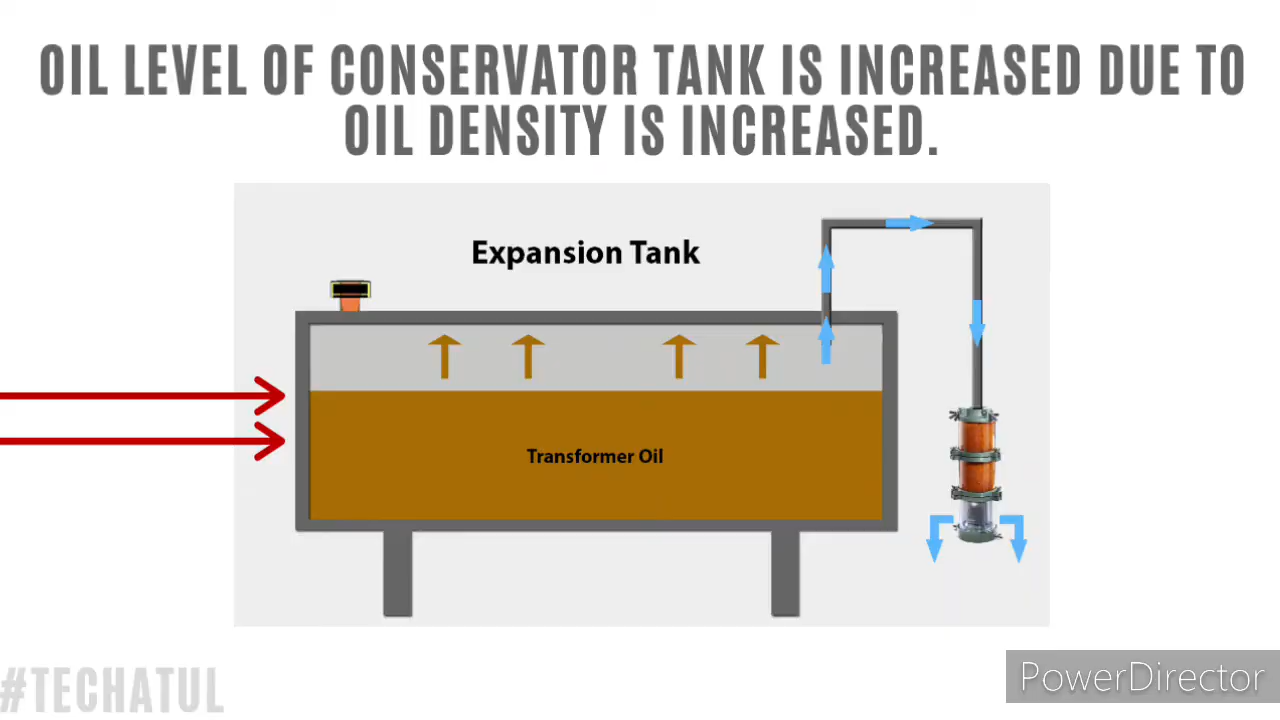 OIL LEVEL OF CONSERVATOR TANK IS INCREASED DUE TO
OIL DENSITY IS INCREASED.
Expansion Tank
Transformer Oil
#TECHATUL
PowerDirector